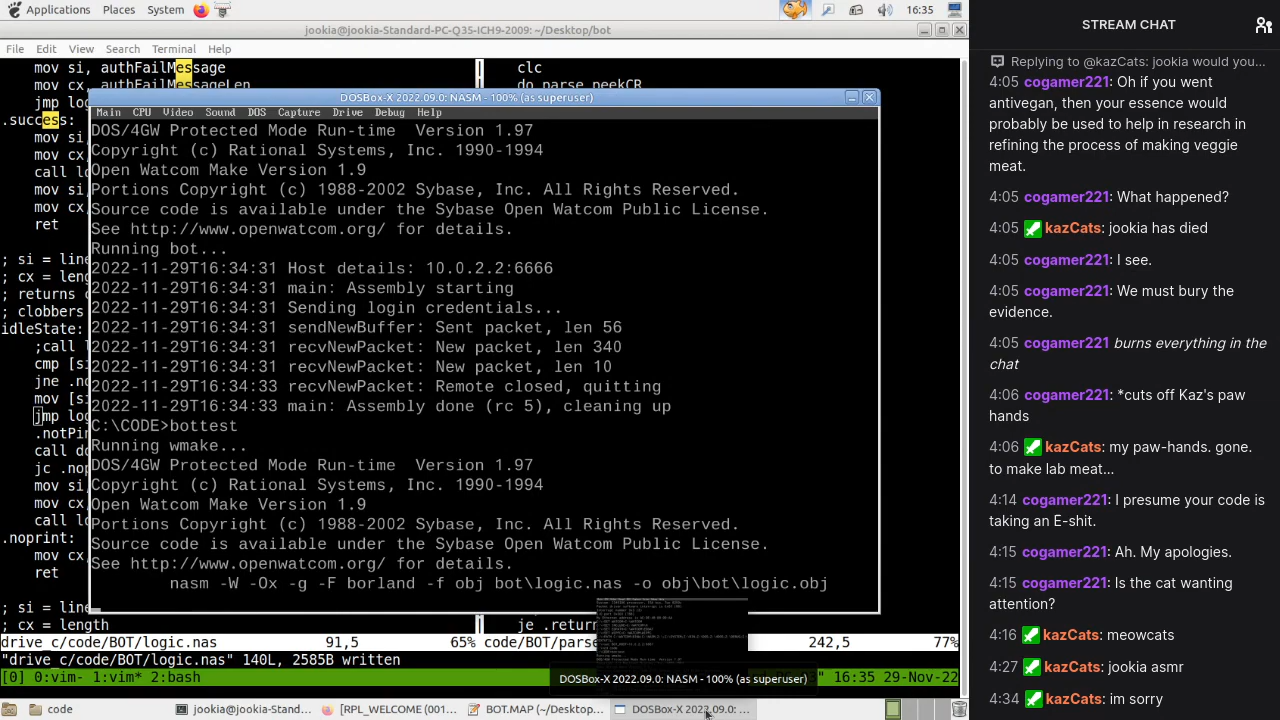 Applications Places System 16:35
jookia@jookia-Standard-PC-Q35-ICH9-2009: ~/Desktop/bot
File Edit View Search Terminal Help
mov si, authFailMessage
mov cx, authFailMessageLen
jmp lo
.success:
mov si
mov cx
call lo
mov si,
mov cx,
ret
; si = line
; cx = leng
; returns c
; clobbers
idleState:
;call l
cmp [si
jne .no
mov [si
jmp log
.notPin
call do
jc .nop
mov cx,
call lo
.noprint:
mov cx
ret
; si = line
; cx = length
clc
do_parse peekCR
je .return
DOSBox-X 2022.09.0: NASM - 100% (as superuser)
Main CPU Video Sound DOS Capture Drive Debug Help
DOS/4GW Protected Mode Run-time  Version 1.97
Copyright (c) Rational Systems, Inc. 1990-1994
Open Watcom Make Version 1.9
Portions Copyright (c) 1988-2002 Sybase, Inc. All Rights Reserved.
Source code is available under the Sybase Open Watcom Public License.
See http://www.openwatcom.org/ for details.
Running bot...
2022-11-29T16:34:31 Host details: 10.0.2.2:6666
2022-11-29T16:34:31 main: Assembly starting
2022-11-29T16:34:31 Sending login credentials...
2022-11-29T16:34:31 sendNewBuffer: Sent packet, len 56
2022-11-29T16:34:31 recvNewPacket: New packet, len 340
2022-11-29T16:34:31 recvNewPacket: New packet, len 10
2022-11-29T16:34:33 recvNewPacket: Remote closed, quitting
2022-11-29T16:34:33 main: Assembly done (rc 5), cleaning up
C:\CODE>bottest
Running wmake...
DOS/4GW Protected Mode Run-time  Version 1.97
Copyright (c) Rational Systems, Inc. 1990-1994
Open Watcom Make Version 1.9
Portions Copyright (c) 1988-2002 Sybase, Inc. All Rights Reserved.
Source code is available under the Sybase Open Watcom Public License.
See http://www.openwatcom.org/ for details.
nasm -W -Ox -g -F borland -f obj bot\logic.nas -o obj\bot\logic.obj
65%
242,5 77%
"drive_c/code/BOT/logic.nas" 140L, 2585
[0] 0:vim- 1:vim* 2:bash
" 16:35 29-Nov-22
DOSBox-X 2022.09.0: NASM - 100% (as superuser)
code
jookia@jookia-Standa...
[RPL_WELCOME (001...
BOT.MAP (~/Desktop/...
DOSBox-X 2022.09.0: ...
STREAM CHAT
Replying to @kazCats: jookia would you...
4:05 cogamer221: Oh if you went
antivegan, then your essence would
probably be used to help in research in
refining the process of making veggie
meat.
4:05 cogamer221: What happened?
4:05 kazCats: jookia has died
4:05 cogamer221: I see.
4:05 cogamer221: We must bury the
evidence.
4:05 cogamer221 burns everything in the
chat
4:06 cogamer221: *cuts off Kaz's paw
hands
4:06 kazCats: my paw-hands. gone.
to make lab meat...
4:14 cogamer221: I presume your code is
taking an E-shit.
4:15 cogamer221: Ah. My apologies.
4:15 cogamer221: Is the cat wanting
attention?
4:16 kazCats: cats
4:27 kazCats: jookia asmr
4:34 kazCats: im sorry